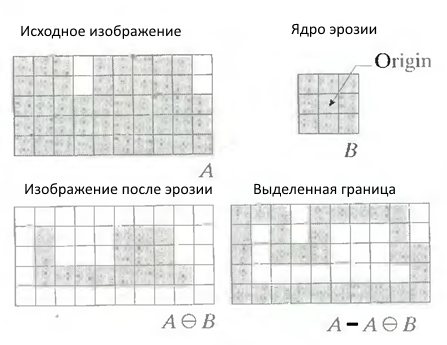 Исходное изображение
Ядро эрозии
Origin
A
B
Изображение после эрозии
Выделенная граница
A ⊖ B
A – A ⊖ B